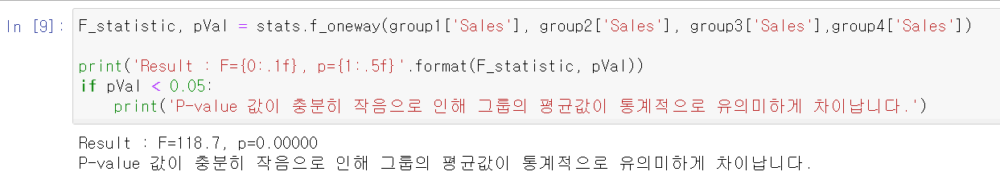 In [9]: F_statistic, pVal = stats.f_oneway(group1['Sales'], group2['Sales'], group3['Sales'],group4['Sales'])
print('Result : F={0:.1f}, p={1:.5f}'.format(F_statistic, pVal))
if pVal < 0.05:
    print('P-value 값이 충분히 작음으로 인해 그룹의 평균값이 통계적으로 유의미하게 차이납니다.')
Result : F=118.7, p=0.00000
P-value 값이 충분히 작음으로 인해 그룹의 평균값이 통계적으로 유의미하게 차이납니다.